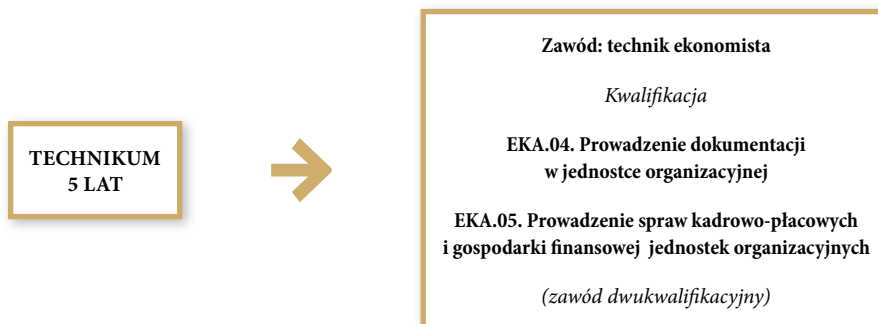 TECHNIKUM
5 LAT
Zawód: technik ekonomista
Kwalifikacja
EKA.04. Prowadzenie dokumentacji
w jednostce organizacyjnej
EKA.05. Prowadzenie spraw kadrowo-płacowych
i gospodarki finansowej jednostek organizacyjnych
(zawód dwukwalifikacyjny)